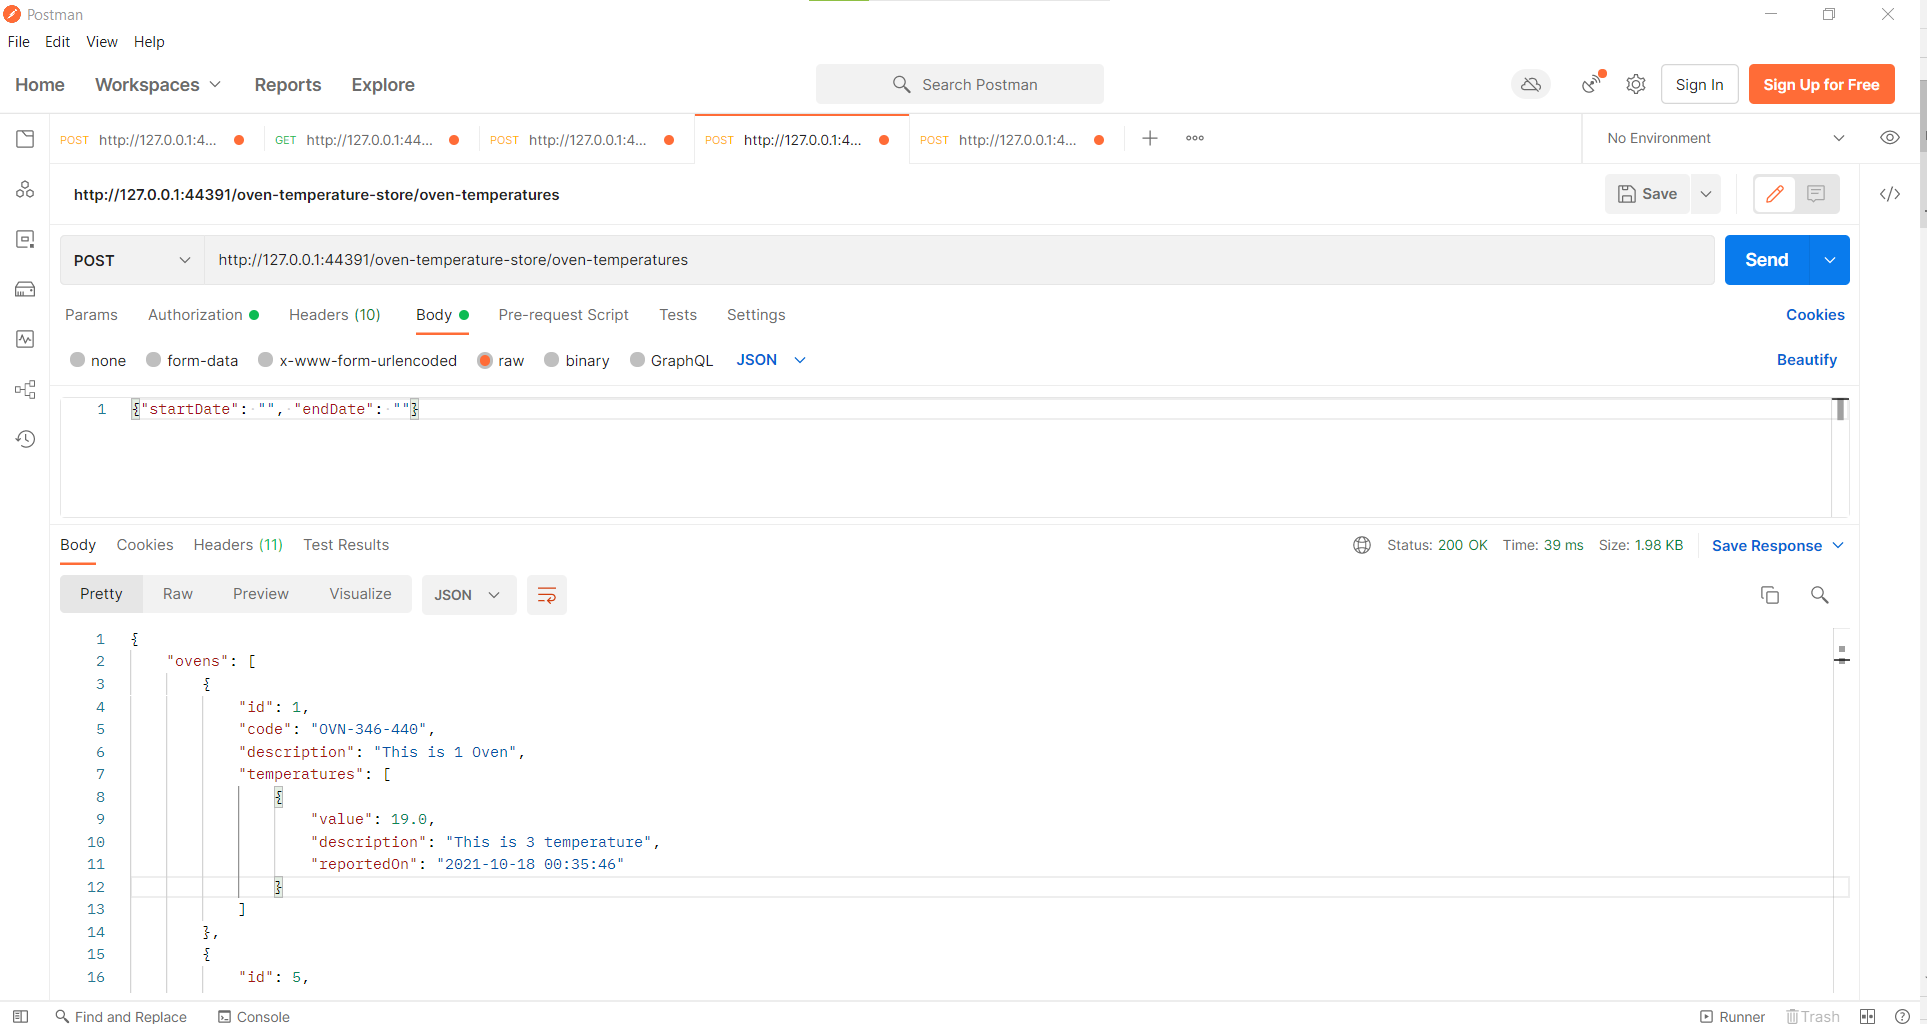 Postman
File Edit View Help
Home Workspaces Reports Explore Search Postman Sign In Sign Up for Free
POST http://127.0.0.1:4... GET http://127.0.0.1:44... POST http://127.0.0.1:4... POST http://127.0.0.1:4... POST http://127.0.0.1:4... No Environment
http://127.0.0.1:44391/oven-temperature-store/oven-temperatures Save
POST http://127.0.0.1:44391/oven-temperature-store/oven-temperatures Send
Params Authorization Headers (10) Body Pre-request Script Tests Settings Cookies
none form-data x-www-form-urlencoded raw binary GraphQL JSON Beautify
1 {"startDate": "", "endDate": ""}
Body Cookies Headers (11) Test Results Status: 200 OK Time: 39 ms Size: 1.98 KB Save Response
Pretty Raw Preview Visualize JSON
1 {
2 "ovens": [
3 {
4 "id": 1,
5 "code": "OVN-346-440",
6 "description": "This is 1 Oven",
7 "temperatures": [
8 {
9 "value": 19.0,
10 "description": "This is 3 temperature",
11 "reportedOn": "2021-10-18 00:35:46"
12 }
13 ]
14 },
15 {
16 "id": 5,
Find and Replace Console Runner Trash